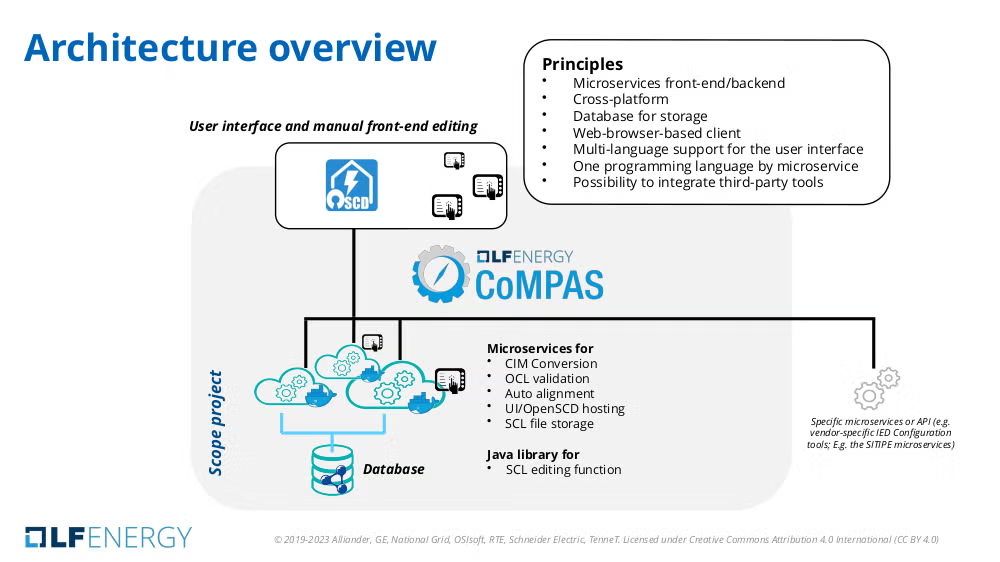 Architecture overview
Principles
• Microservices front-end/backend
• Cross-platform
• Database for storage
• Web-browser-based client
• Multi-language support for the user interface
• One programming language by microservice
• Possibility to integrate third-party tools
User interface and manual front-end editing
SCD
LFENERGY
CoMPAS
Microservices for
• CIM Conversion
• OCL validation
• Auto alignment
• UI/OpenSCD hosting
• SCL file storage
Java library for
• SCL editing function
Scope project
Database
Specific microservices or API (e.g.
vendor-specific IED Configuration
tools; E.g. the SITIPE microservices)
LFENERGY
© 2019-2023 Alliander, GE, National Grid, OSIsoft, RTE, Schneider Electric, TenneT. Licensed under Creative Commons Attribution 4.0 International (CC BY 4.0)